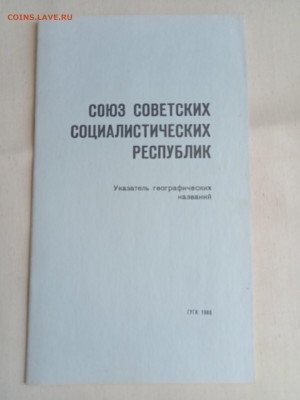 COINS.LAVE.RU
СОЮЗ СОВЕТСКИХ
СОЦИАЛИСТИЧЕСКИХ
РЕСПУБЛИК
Указатель географических
названий